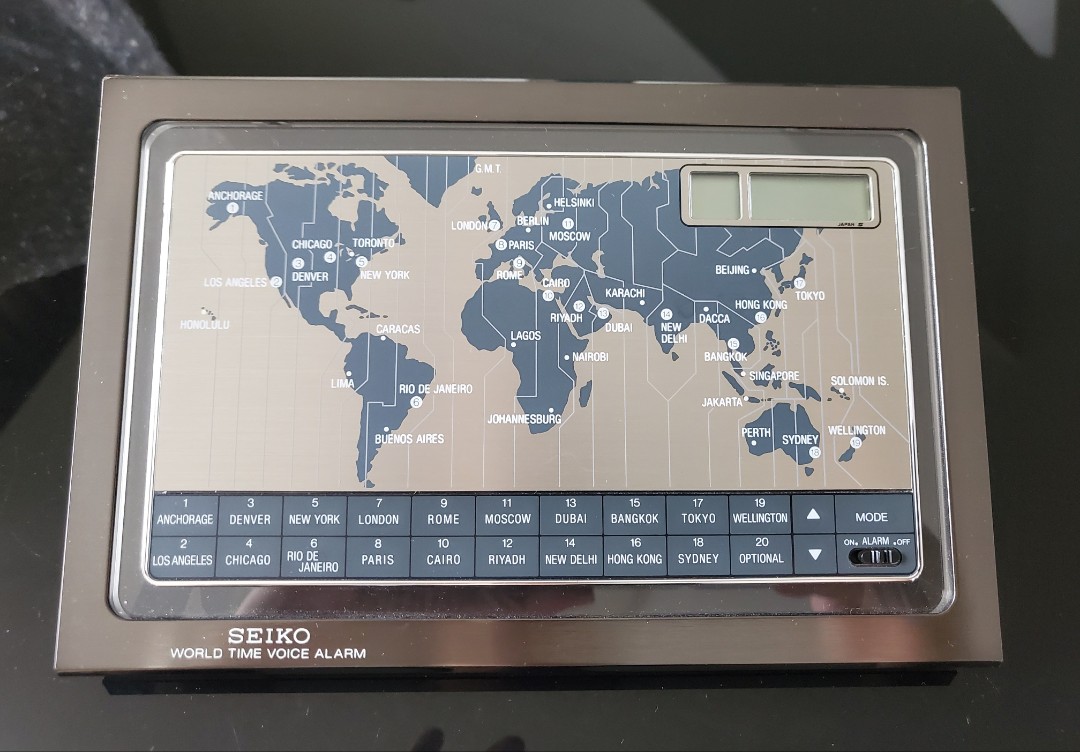 G.M.T.
ANCHORAGE
1
HELSINKI
LONDON 7
BERLIN
11
MOSCOW
CHICAGO
4
TORONTO
8 PARIS
3
DENVER
5
NEW YORK
9
ROME
BEIJING
LOS ANGELES 2
CAIRO
10
KARACHI
17
TOKYO
12
RIYADH
13
DUBAI
14
NEW
DELHI
DACCA
HONG KONG
16
HONOLULU
CARACAS
LAGOS
NAIROBI
15
BANGKOK
LIMA
RIO DE JANEIRO
6
SINGAPORE
SOLOMON IS.
JAKARTA
JOHANNESBURG
BUENOS AIRES
PERTH
SYDNEY
18
WELLINGTON
19
JAPAN
1 3 5 7 9 11 13 15 17 19
ANCHORAGE DENVER NEW YORK LONDON ROME MOSCOW DUBAI BANGKOK TOKYO WELLINGTON ▲ MODE
2 4 6 8 10 12 14 16 18 20
LOS ANGELES CHICAGO RIO DE JANEIRO PARIS CAIRO RIYADH NEW DELHI HONG KONG SYDNEY OPTIONAL ▼
ON. ALARM .OFF
SEIKO
WORLD TIME VOICE ALARM